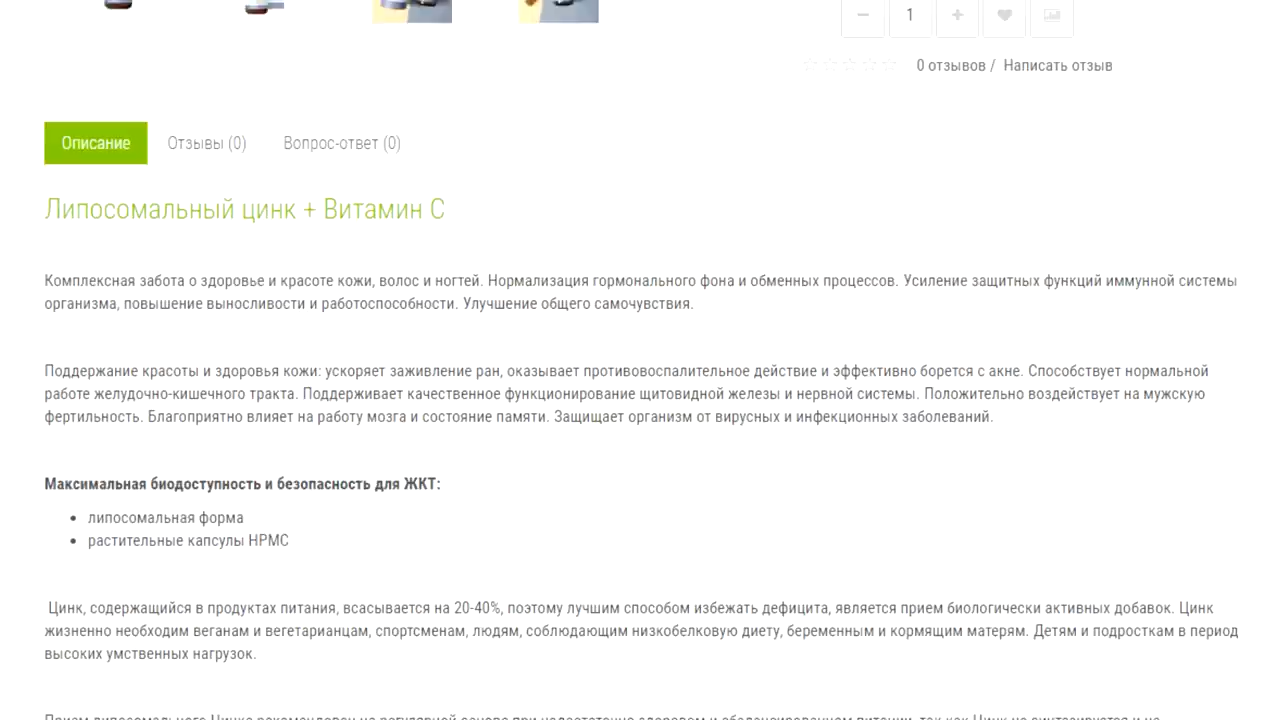 1
0 отзывов / Написать отзыв
Описание Отзывы (0) Вопрос-ответ (0)
Липосомальный цинк + Витамин С
Комплексная забота о здоровье и красоте кожи, волос и ногтей. Нормализация гормонального фона и обменных процессов. Усиление защитных функций иммунной системы
организма, повышение выносливости и работоспособности. Улучшение общего самочувствия.
Поддержание красоты и здоровья кожи: ускоряет заживление ран, оказывает противовоспалительное действие и эффективно борется с акне. Способствует нормальной
работе желудочно-кишечного тракта. Поддерживает качественное функционирование щитовидной железы и нервной системы. Положительно воздействует на мужскую
фертильность. Благоприятно влияет на работу мозга и состояние памяти. Защищает организм от вирусных и инфекционных заболеваний.
Максимальная биодоступность и безопасность для ЖКТ:
• липосомальная форма
• растительные капсулы HPMC
Цинк, содержащийся в продуктах питания, всасывается на 20-40%, поэтому лучшим способом избежать дефицита, является прием биологически активных добавок. Цинк
жизненно необходим веганам и вегетарианцам, спортсменам, людям, соблюдающим низкобелковую диету, беременным и кормящим матерям. Детям и подросткам в период
высоких умственных нагрузок.